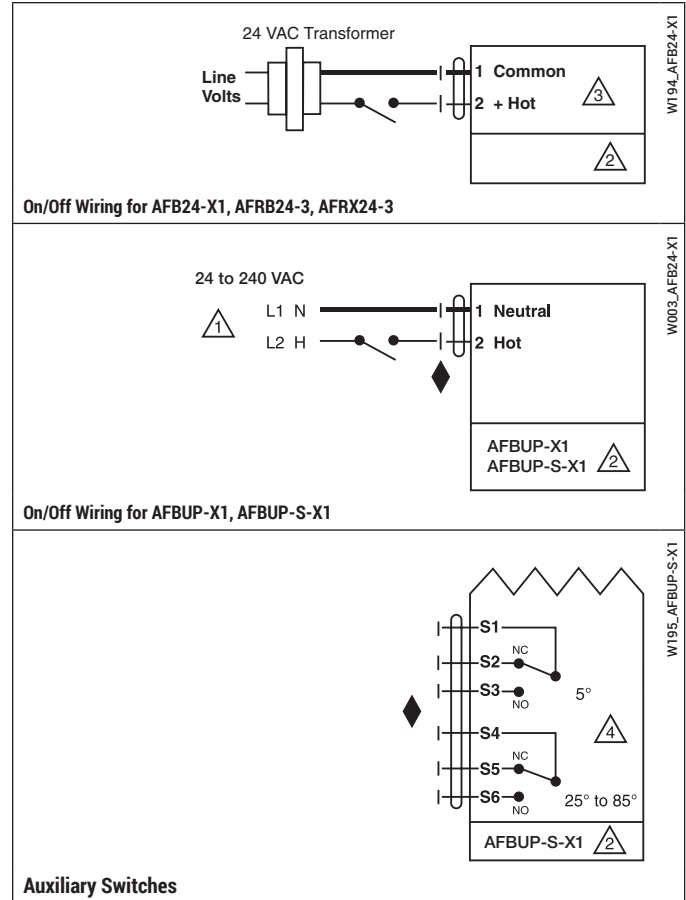 24 VAC Transformer
Line
Volts
1 Common
2 + Hot
3
2
W194_AFB24-X1
On/Off Wiring for AFB24-X1, AFRB24-3, AFRX24-3
24 to 240 VAC
L1 N
L2 H
1
1 Neutral
2 Hot
AFBUP-X1
AFBUP-S-X1
2
W003_AFB24-X1
On/Off Wiring for AFBUP-X1, AFBUP-S-X1
S1
S2
NC
S3
NO
5°
S4
4
S5
NC
S6
NO
25° to 85°
AFBUP-S-X1
2
W195_AFBUP-S-X1
Auxiliary Switches